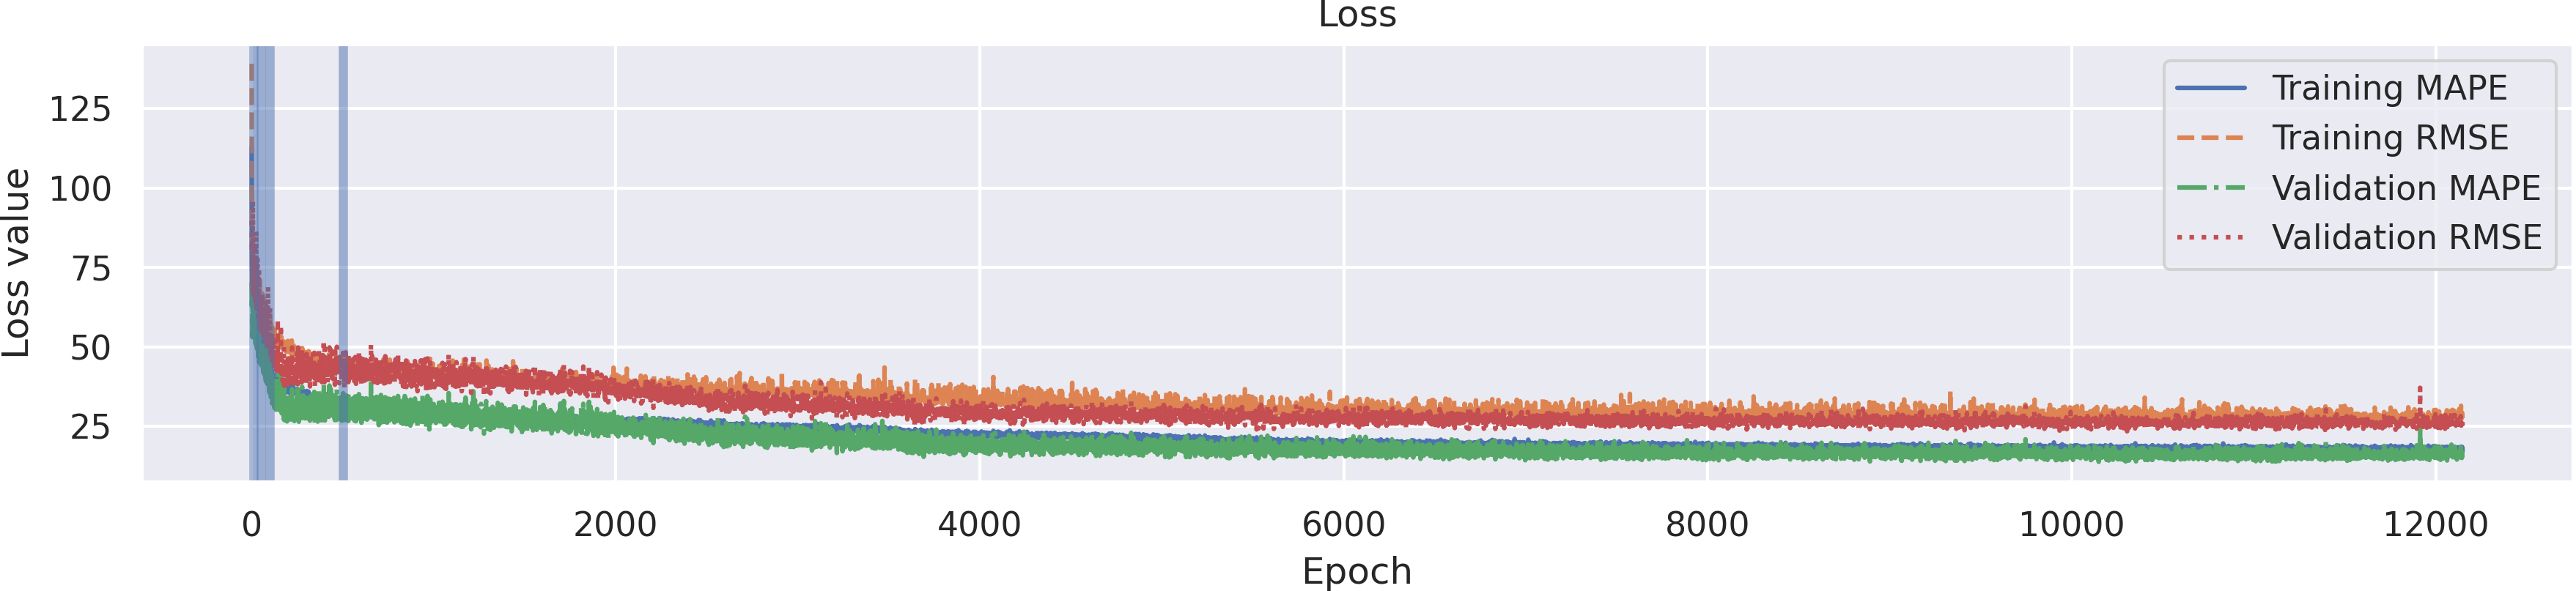 Loss
Loss value
125
100
75
50
25
0 2000 4000 6000 8000 10000 12000
Epoch
Training MAPE
Training RMSE
Validation MAPE
Validation RMSE